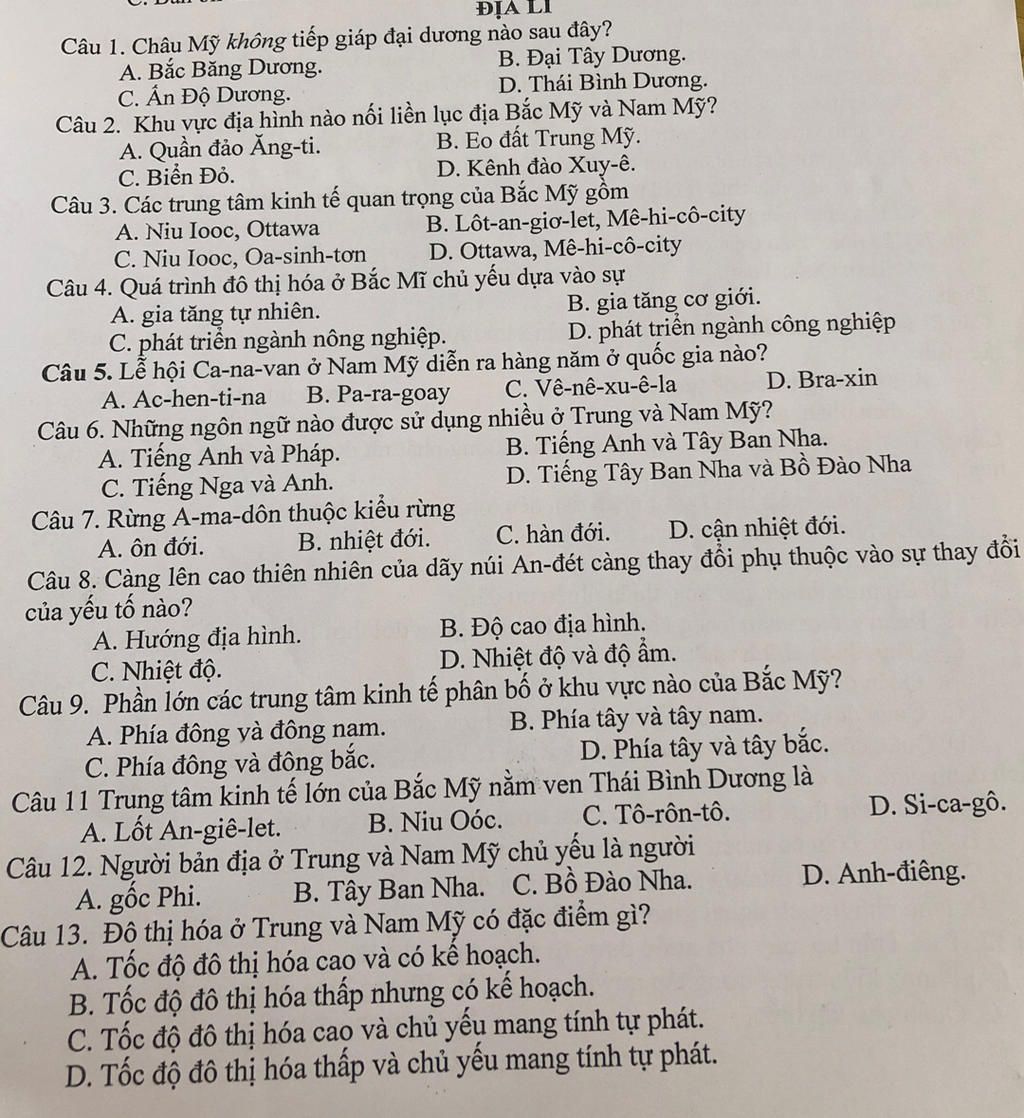 ĐỊA LÍ
Câu 1. Châu Mỹ không tiếp giáp đại dương nào sau đây?
A. Bắc Băng Dương. B. Đại Tây Dương.
C. Ấn Độ Dương. D. Thái Bình Dương.
Câu 2. Khu vực địa hình nào nối liền lục địa Bắc Mỹ và Nam Mỹ?
A. Quần đảo Ăng-ti. B. Eo đất Trung Mỹ.
C. Biển Đỏ. D. Kênh đào Xuy-ê.
Câu 3. Các trung tâm kinh tế quan trọng của Bắc Mỹ gồm
A. Niu Iooc, Ottawa B. Lôt-an-giơ-let, Mê-hi-cô-city
C. Niu Iooc, Oa-sinh-tơn D. Ottawa, Mê-hi-cô-city
Câu 4. Quá trình đô thị hóa ở Bắc Mĩ chủ yếu dựa vào sự
A. gia tăng tự nhiên. B. gia tăng cơ giới.
C. phát triển ngành nông nghiệp. D. phát triển ngành công nghiệp
Câu 5. Lễ hội Ca-na-van ở Nam Mỹ diễn ra hàng năm ở quốc gia nào?
A. Ac-hen-ti-na B. Pa-ra-goay C. Vê-nê-xu-ê-la D. Bra-xin
Câu 6. Những ngôn ngữ nào được sử dụng nhiều ở Trung và Nam Mỹ?
A. Tiếng Anh và Pháp. B. Tiếng Anh và Tây Ban Nha.
C. Tiếng Nga và Anh. D. Tiếng Tây Ban Nha và Bồ Đào Nha
Câu 7. Rừng A-ma-dôn thuộc kiểu rừng
A. ôn đới. B. nhiệt đới. C. hàn đới. D. cận nhiệt đới.
Câu 8. Càng lên cao thiên nhiên của dãy núi An-đét càng thay đổi phụ thuộc vào sự thay đổi
của yếu tố nào?
A. Hướng địa hình. B. Độ cao địa hình.
C. Nhiệt độ. D. Nhiệt độ và độ ẩm.
Câu 9. Phần lớn các trung tâm kinh tế phân bố ở khu vực nào của Bắc Mỹ?
A. Phía đông và đông nam. B. Phía tây và tây nam.
C. Phía đông và đông bắc. D. Phía tây và tây bắc.
Câu 11 Trung tâm kinh tế lớn của Bắc Mỹ nằm ven Thái Bình Dương là
A. Lốt An-giê-let. B. Niu Oóc. C. Tô-rôn-tô. D. Si-ca-gô.
Câu 12. Người bản địa ở Trung và Nam Mỹ chủ yếu là người
A. gốc Phi. B. Tây Ban Nha. C. Bồ Đào Nha. D. Anh-điêng.
Câu 13. Đô thị hóa ở Trung và Nam Mỹ có đặc điểm gì?
A. Tốc độ đô thị hóa cao và có kế hoạch.
B. Tốc độ đô thị hóa thấp nhưng có kế hoạch.
C. Tốc độ đô thị hóa cao và chủ yếu mang tính tự phát.
D. Tốc độ đô thị hóa thấp và chủ yếu mang tính tự phát.